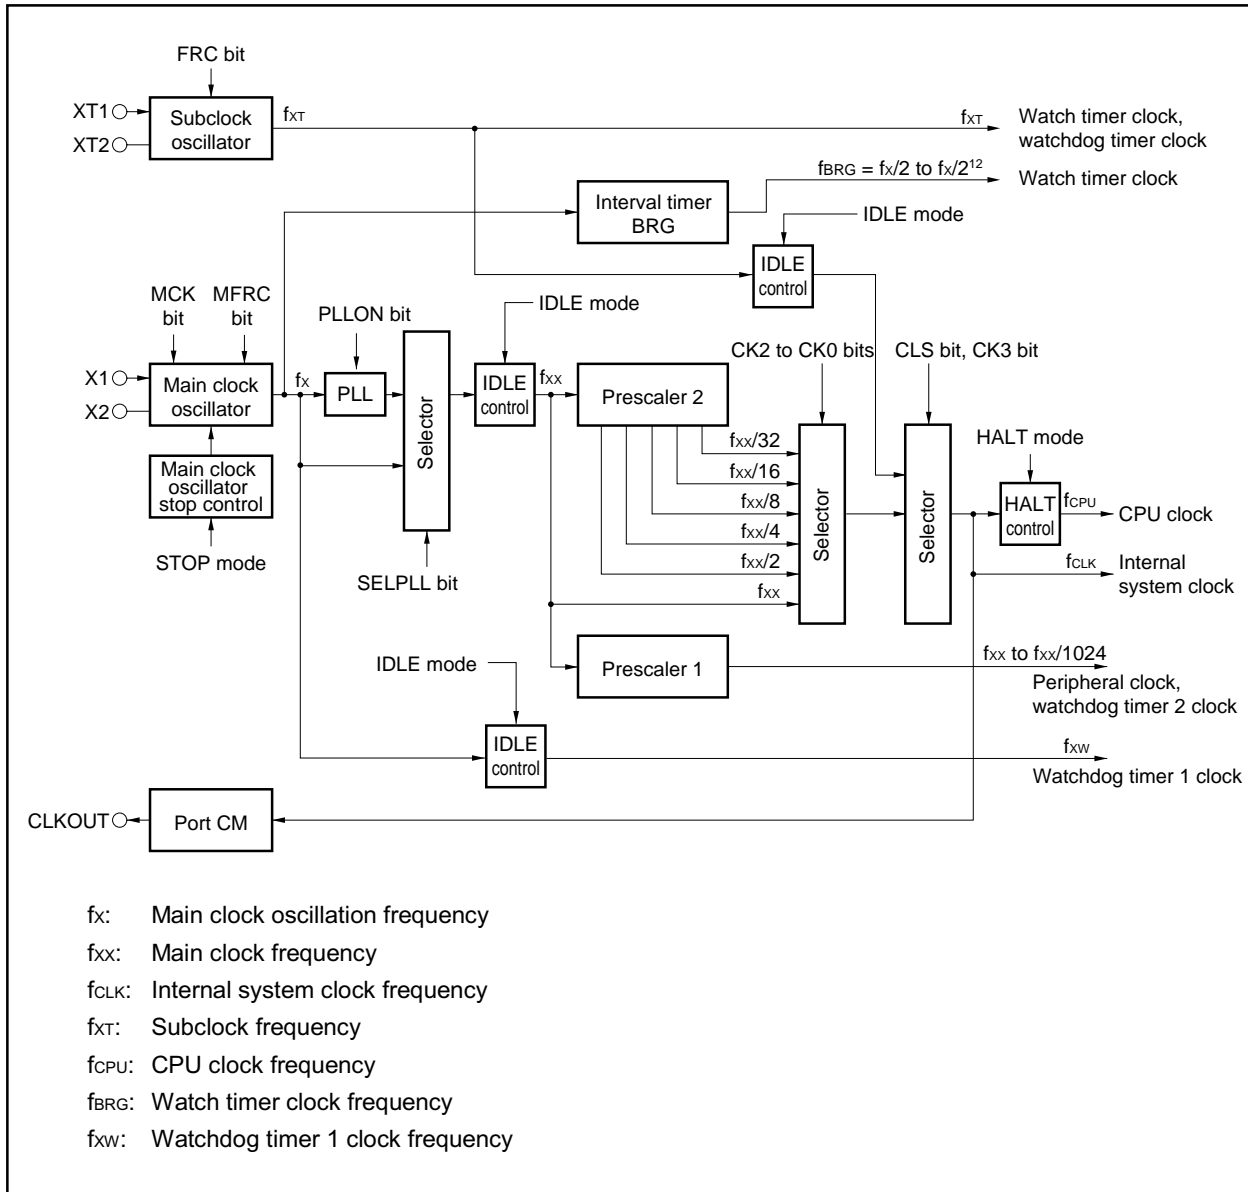 FRC bit
XT1
XT2
Subclock
oscillator
fXT
fXT
Watch timer clock,
watchdog timer clock
fBRG = fX/2 to fX/2¹²
Watch timer clock
Interval timer
BRG
IDLE mode
IDLE
control
MCK
bit
MFRC
bit
PLLON bit
IDLE mode
CK2 to CK0 bits
CLS bit, CK3 bit
X1
X2
Main clock
oscillator
fX
PLL
Selector
IDLE
control
fXX
Prescaler 2
HALT mode
Main clock
oscillator
stop control
STOP mode
SELPLL bit
fXX/32
fXX/16
fXX/8
fXX/4
fXX/2
fXX
Selector
Selector
HALT
control
fCPU
CPU clock
fCLK
Internal
system clock
IDLE mode
Prescaler 1
fXX to fXX/1024
Peripheral clock,
watchdog timer 2 clock
IDLE
control
fXW
Watchdog timer 1 clock
CLKOUT
Port CM
fX: Main clock oscillation frequency
fXX: Main clock frequency
fCLK: Internal system clock frequency
fXT: Subclock frequency
fCPU: CPU clock frequency
fBRG: Watch timer clock frequency
fXW: Watchdog timer 1 clock frequency